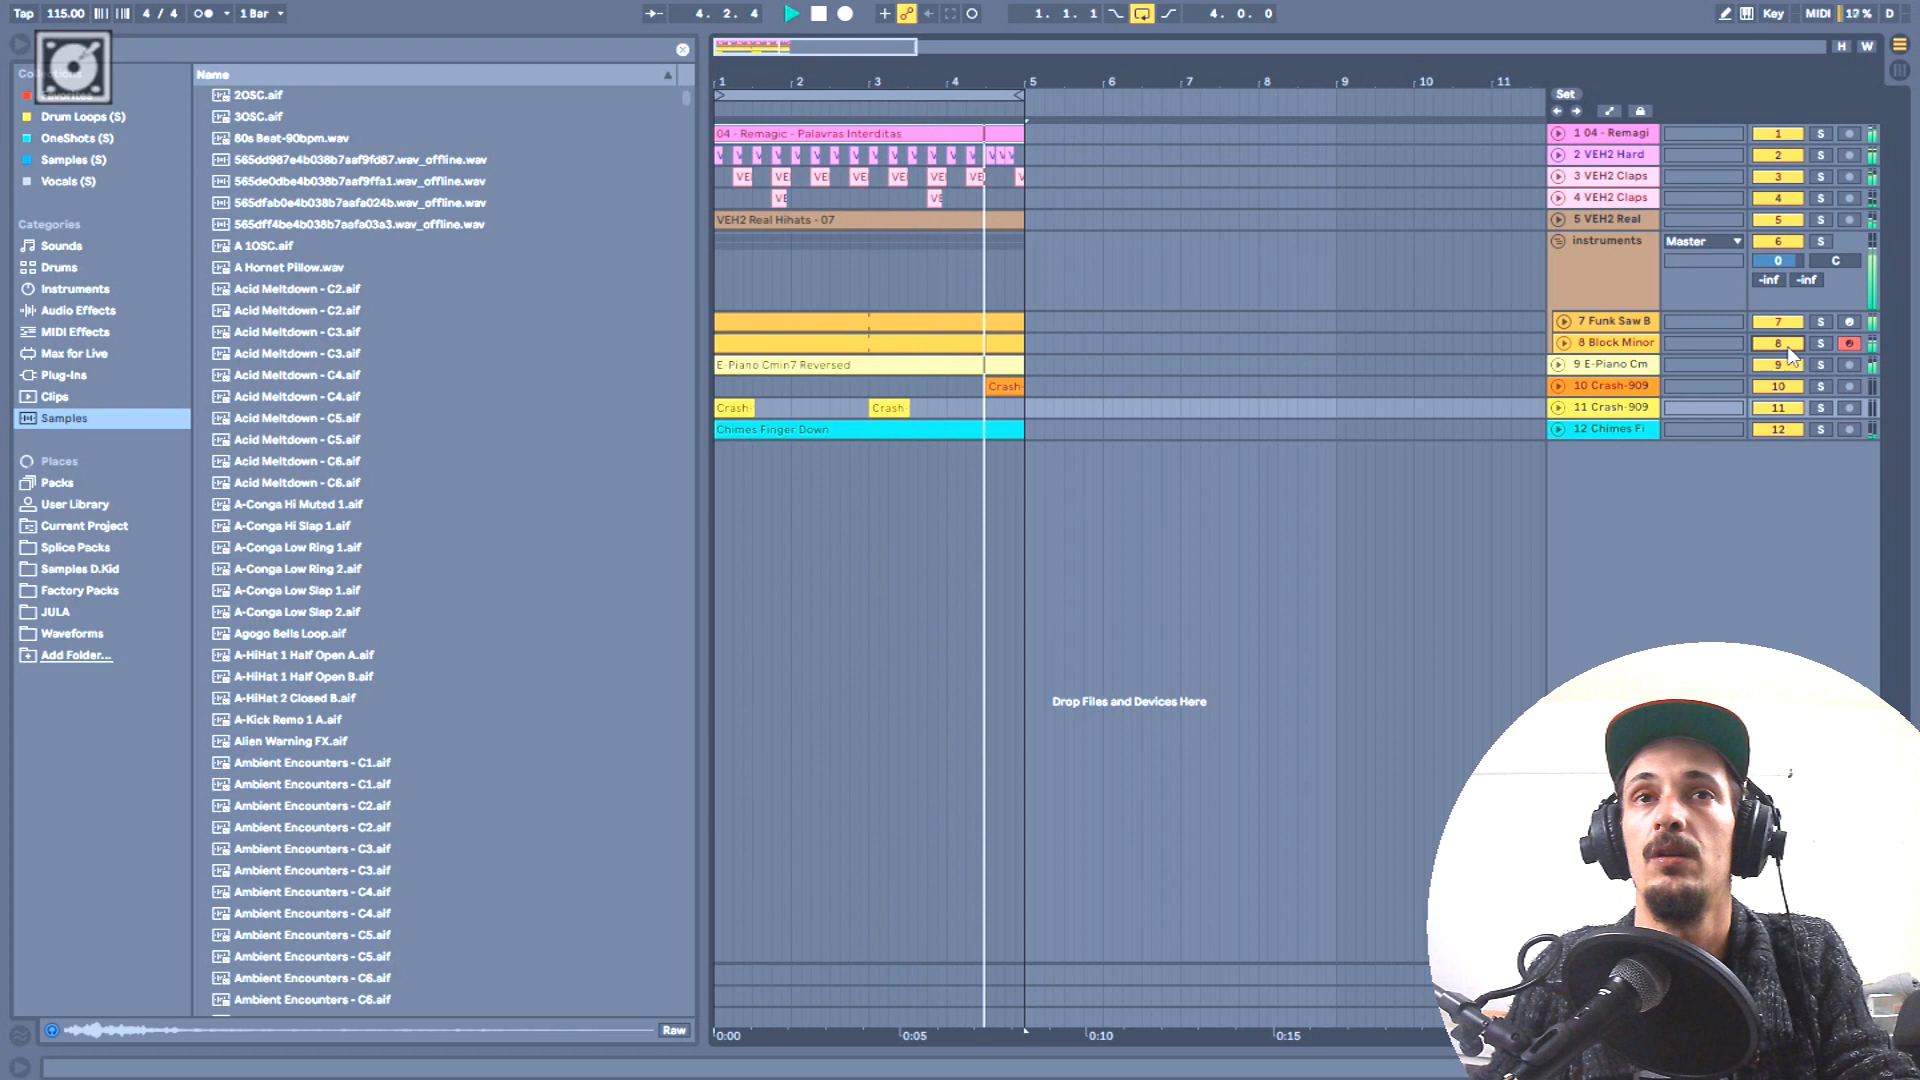 Tap 115.00 4 / 4 1 Bar 4. 2. 4 1. 1. 1 4. 0. 0 Key MIDI D
H W
Name
2OSC.aif
3OSC.aif
80s Beat-90bpm.wav
565dd987e4b038b7aaf9fd87.wav_offline.wav
565de0dbe4b038b7aaf9ffa1.wav_offline.wav
565dfab0e4b038b7aafa024b.wav_offline.wav
565dff4be4b038b7aafa03a3.wav_offline.wav
A 1OSC.aif
A Hornet Pillow.wav
Acid Meltdown - C2.aif
Acid Meltdown - C2.aif
Acid Meltdown - C3.aif
Acid Meltdown - C3.aif
Acid Meltdown - C4.aif
Acid Meltdown - C4.aif
Acid Meltdown - C5.aif
Acid Meltdown - C5.aif
Acid Meltdown - C6.aif
Acid Meltdown - C6.aif
A-Conga Hi Muted 1.aif
A-Conga Hi Slap 1.aif
A-Conga Low Ring 1.aif
A-Conga Low Ring 2.aif
A-Conga Low Slap 1.aif
A-Conga Low Slap 2.aif
Agogo Bells Loop.aif
A-HiHat 1 Half Open A.aif
A-HiHat 1 Half Open B.aif
A-HiHat 2 Closed B.aif
A-Kick Remo 1 A.aif
Alien Warning FX.aif
Ambient Encounters - C1.aif
Ambient Encounters - C1.aif
Ambient Encounters - C2.aif
Ambient Encounters - C2.aif
Ambient Encounters - C3.aif
Ambient Encounters - C3.aif
Ambient Encounters - C4.aif
Ambient Encounters - C4.aif
Ambient Encounters - C5.aif
Ambient Encounters - C5.aif
Ambient Encounters - C6.aif
Ambient Encounters - C6.aif
Drum Loops (S)
OneShots (S)
Samples (S)
Vocals (S)
Categories
Sounds
Drums
Instruments
Audio Effects
MIDI Effects
Max for Live
Plug-Ins
Clips
Samples
Places
Packs
User Library
Current Project
Splice Packs
Samples D.Kid
Factory Packs
JULA
Waveforms
Add Folder...
Raw
1 2 3 4 5 6 7 8 9 10 11
Set
04 - Remagic - Palavras Interditas
VEH2 Real Hihats - 07
E-Piano Cmin7 Reversed
Crash-
Crash- Crash-
Chimes Finger Down
1 04 - Remagi 1 S
2 VEH2 Hard 2 S
3 VEH2 Claps 3 S
4 VEH2 Claps 4 S
5 VEH2 Real 5 S
instruments Master 6 S
0 C
-inf -inf
7 Funk Saw B 7 S
8 Block Minor 8 S
9 E-Piano Cm 9 S
10 Crash-909 10 S
11 Crash-909 11 S
12 Chimes Fi 12 S
Drop Files and Devices Here
0:00 0:05 0:10 0:15